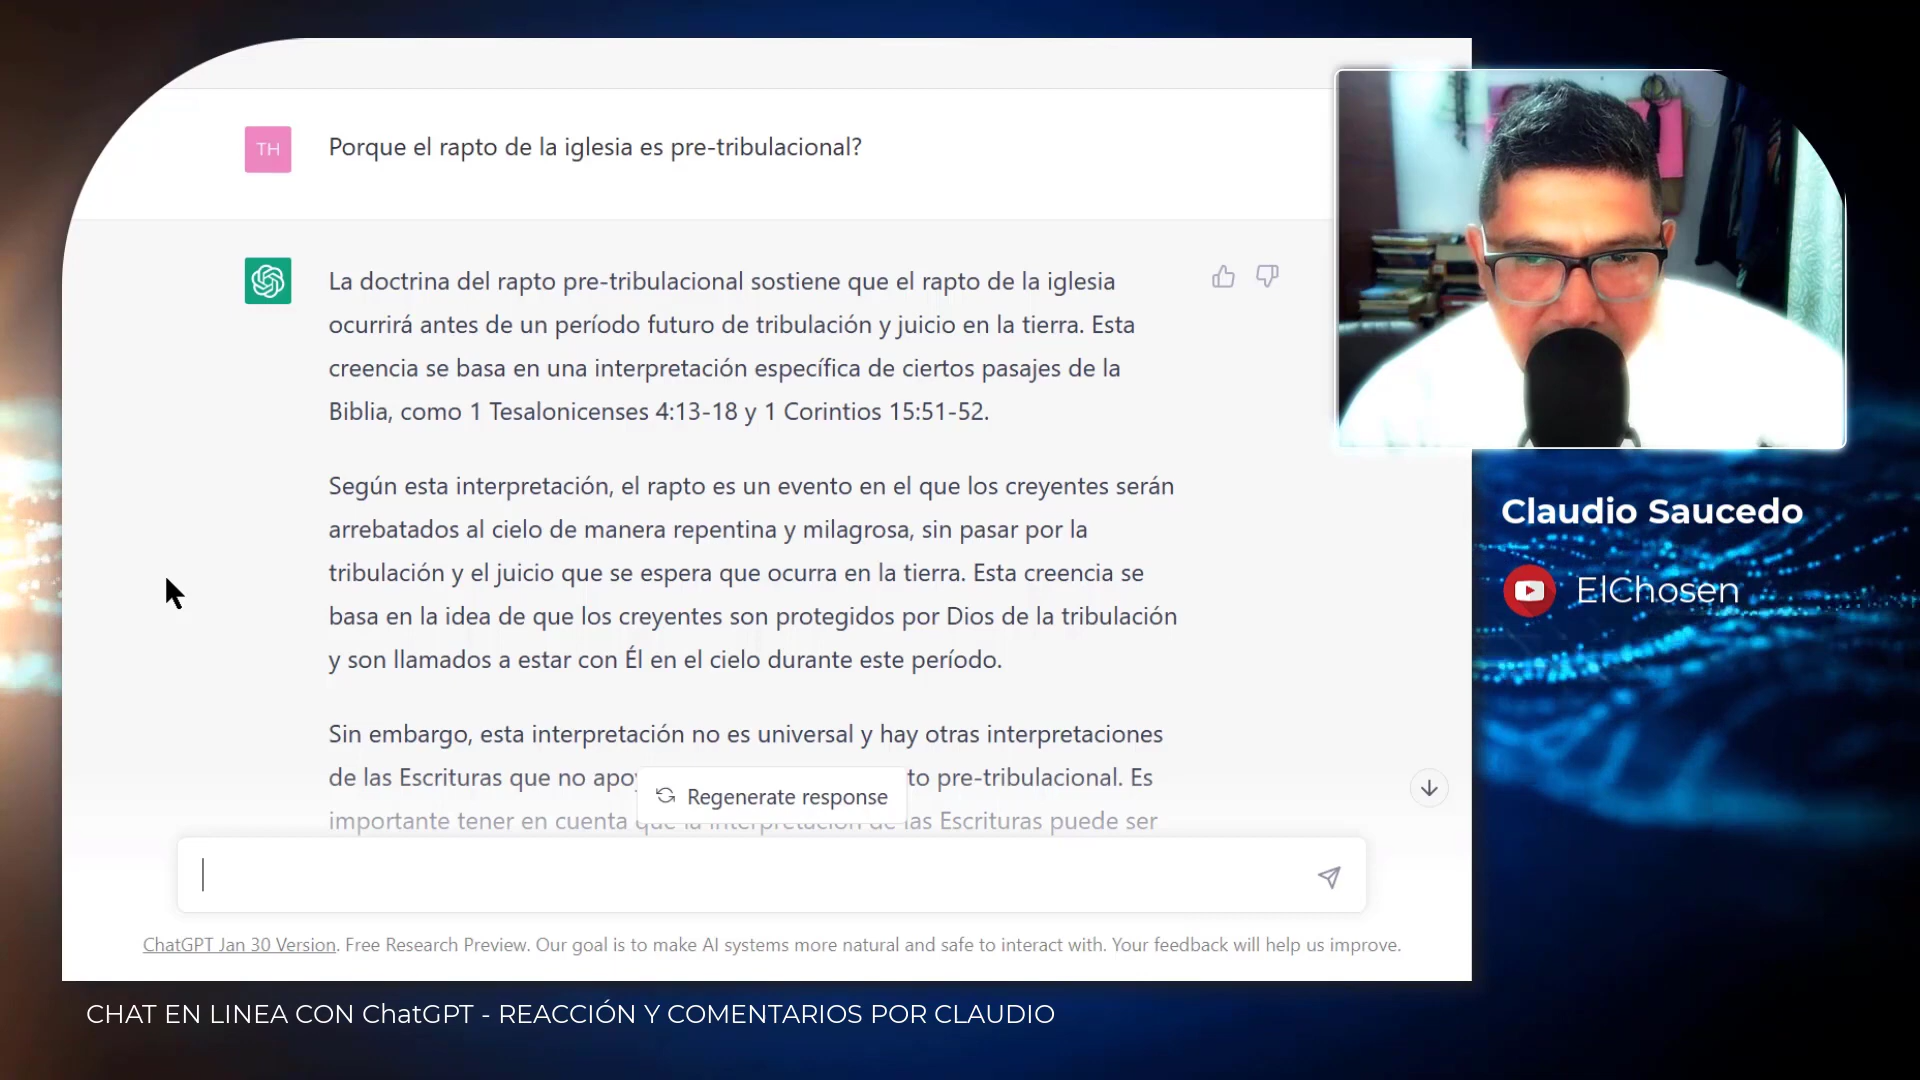 TH
Porque el rapto de la iglesia es pre-tribulacional?
La doctrina del rapto pre-tribulacional sostiene que el rapto de la iglesia
ocurrirá antes de un período futuro de tribulación y juicio en la tierra. Esta
creencia se basa en una interpretación específica de ciertos pasajes de la
Biblia, como 1 Tesalonicenses 4:13-18 y 1 Corintios 15:51-52.
Según esta interpretación, el rapto es un evento en el que los creyentes serán
arrebatados al cielo de manera repentina y milagrosa, sin pasar por la
tribulación y el juicio que se espera que ocurra en la tierra. Esta creencia se
basa en la idea de que los creyentes son protegidos por Dios de la tribulación
y son llamados a estar con Él en el cielo durante este período.
Sin embargo, esta interpretación no es universal y hay otras interpretaciones
de las Escrituras que no pre-tribulacional. Es
Regenerate response
importante tener en cuenta que la interpretación de las Escrituras puede ser
ChatGPT Jan 30 Version. Free Research Preview. Our goal is to make AI systems more natural and safe to interact with. Your feedback will help us improve.
Claudio Saucedo
ElChosen
CHAT EN LINEA CON ChatGPT - REACCIÓN Y COMENTARIOS POR CLAUDIO